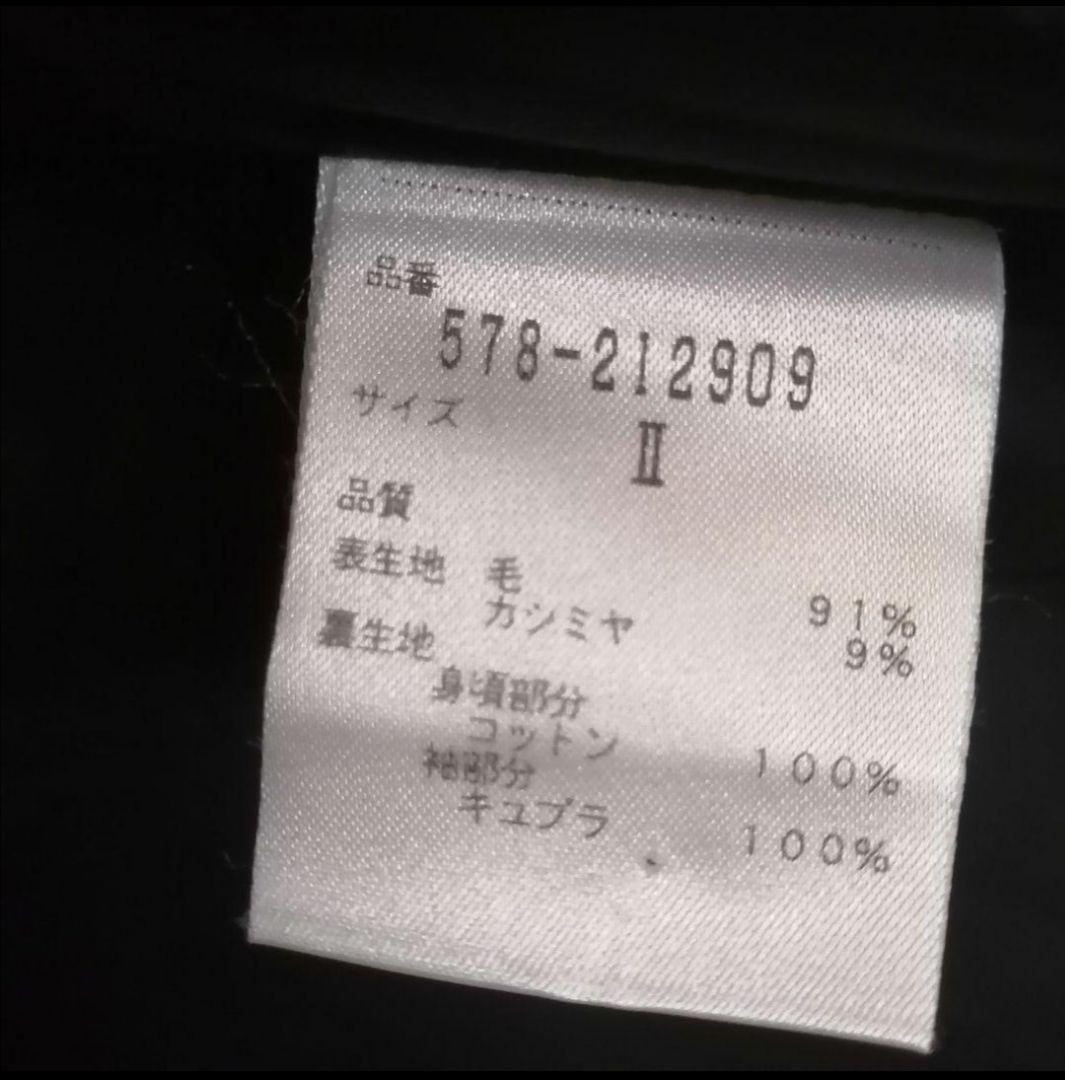 品番
578-212909
サイズ Ⅱ
品質
表生地 毛 91%
カシミヤ 9%
裏生地
身頃部分
コットン 100%
袖部分
キュプラ 100%